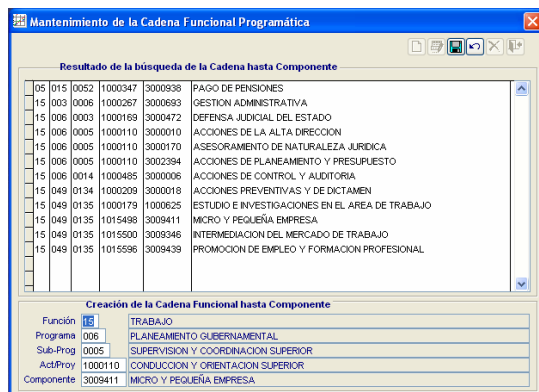 Mantenimiento de la Cadena Funcional Programática
Resultado de la búsqueda de la Cadena hasta Componente
05 015 0052 1000347 3000938 PAGO DE PENSIONES
15 003 0006 1000267 3000693 GESTION ADMINISTRATIVA
15 006 0003 1000169 3000472 DEFENSA JUDICIAL DEL ESTADO
15 006 0005 1000110 3000010 ACCIONES DE LA ALTA DIRECCION
15 006 0005 1000110 3000170 ASESORAMIENTO DE NATURALEZA JURIDICA
15 006 0005 1000110 3002394 ACCIONES DE PLANEAMIENTO Y PRESUPUESTO
15 006 0014 1000485 3000006 ACCIONES DE CONTROL Y AUDITORIA
15 049 0134 1000209 3000018 ACCIONES PREVENTIVAS Y DE DICTAMEN
15 049 0135 1000179 1000625 ESTUDIO E INVESTIGACIONES EN EL AREA DE TRABAJO
15 049 0135 1015498 3009411 MICRO Y PEQUEÑA EMPRESA
15 049 0135 1015500 3009346 INTERMEDIACION DEL MERCADO DE TRABAJO
15 049 0135 1015596 3009439 PROMOCION DE EMPLEO Y FORMACION PROFESIONAL
Creación de la Cadena Funcional hasta Componente
Función 15 TRABAJO
Programa 006 PLANEAMIENTO GUBERNAMENTAL
Sub-Prog 0005 SUPERVISION Y COORDINACION SUPERIOR
Act/Proy 1000110 CONDUCCION Y ORIENTACION SUPERIOR
Componente 3009411 MICRO Y PEQUEÑA EMPRESA